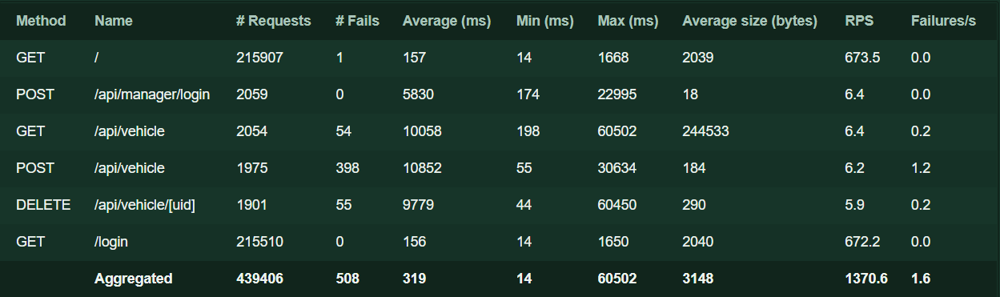 Method Name # Requests # Fails Average (ms) Min (ms) Max (ms) Average size (bytes) RPS Failures/s
GET / 215907 1 157 14 1668 2039 673.5 0.0
POST /api/manager/login 2059 0 5830 174 22995 18 6.4 0.0
GET /api/vehicle 2054 54 10058 198 60502 244533 6.4 0.2
POST /api/vehicle 1975 398 10852 55 30634 184 6.2 1.2
DELETE /api/vehicle/[uid] 1901 55 9779 44 60450 290 5.9 0.2
GET /login 215510 0 156 14 1650 2040 672.2 0.0
Aggregated 439406 508 319 14 60502 3148 1370.6 1.6